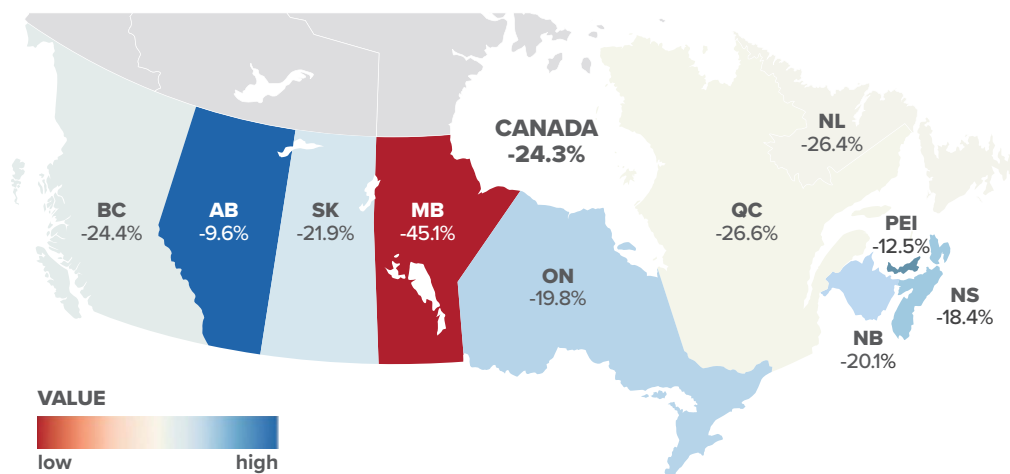 CANADA
-24.3%
NL
-26.4%
BC
-24.4%
AB
-9.6%
SK
-21.9%
MB
-45.1%
QC
-26.6%
PEI
-12.5%
ON
-19.8%
NS
-18.4%
NB
-20.1%
VALUE
low high